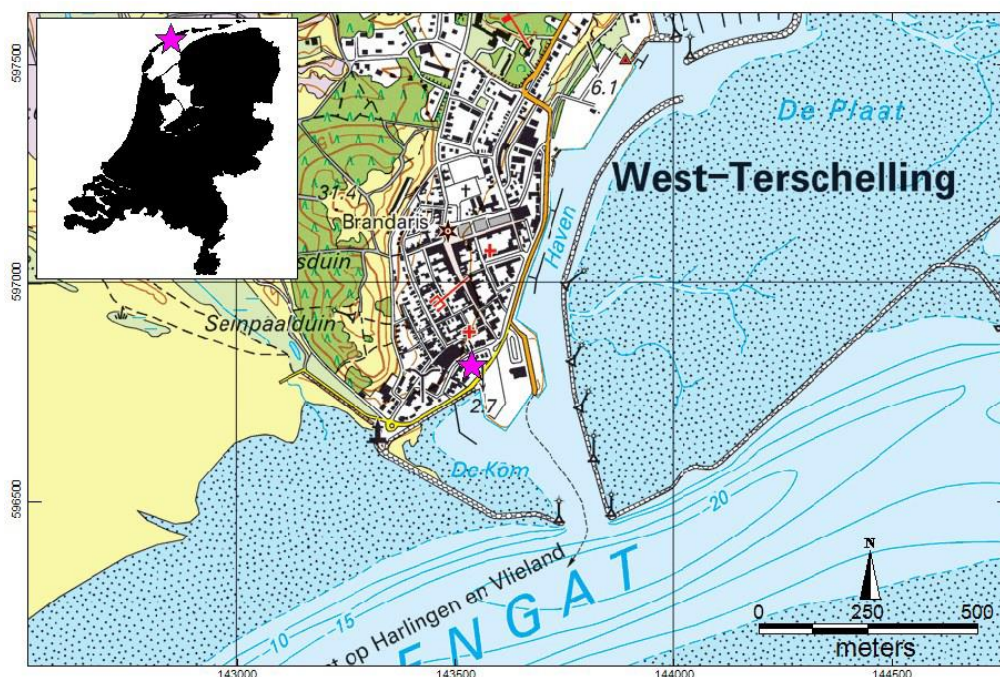 597500
6.1
De Plaat
West-Terschelling
31-4
Brandaris
Haven
sduin
597000
Seinpaalduin
2.7
De Kom
596500
-20
-15
-10
t op Harlingen en Vlieland
ENGAT
N
0 250 500
meters
143000 143500 144000 144500